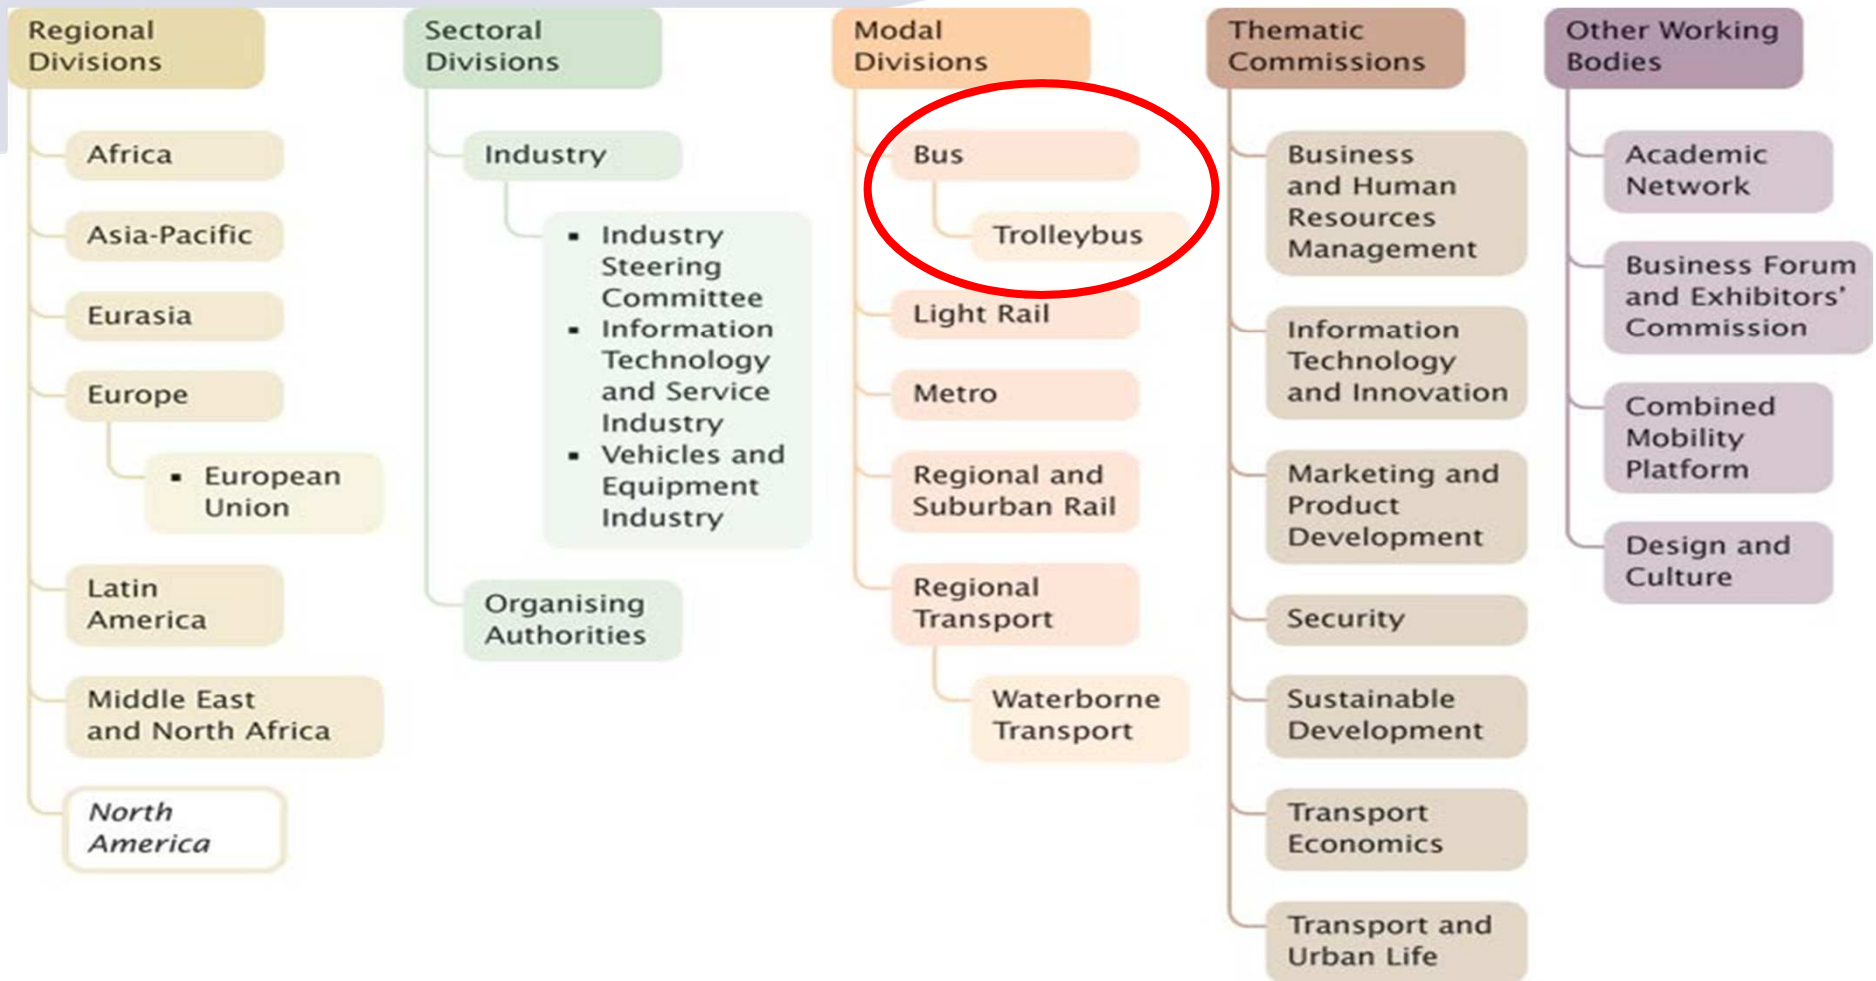 Regional
Divisions
Africa
Asia-Pacific
Eurasia
Europe
▪ European
Union
Latin
America
Middle East
and North Africa
North
America
Sectoral
Divisions
Industry
▪ Industry
Steering
Committee
▪ Information
Technology
and Service
Industry
▪ Vehicles and
Equipment
Industry
Organising
Authorities
Modal
Divisions
Bus
Trolleybus
Light Rail
Metro
Regional and
Suburban Rail
Regional
Transport
Waterborne
Transport
Thematic
Commissions
Business
and Human
Resources
Management
Information
Technology
and Innovation
Marketing and
Product
Development
Security
Sustainable
Development
Transport
Economics
Transport and
Urban Life
Other Working
Bodies
Academic
Network
Business Forum
and Exhibitors’
Commission
Combined
Mobility
Platform
Design and
Culture